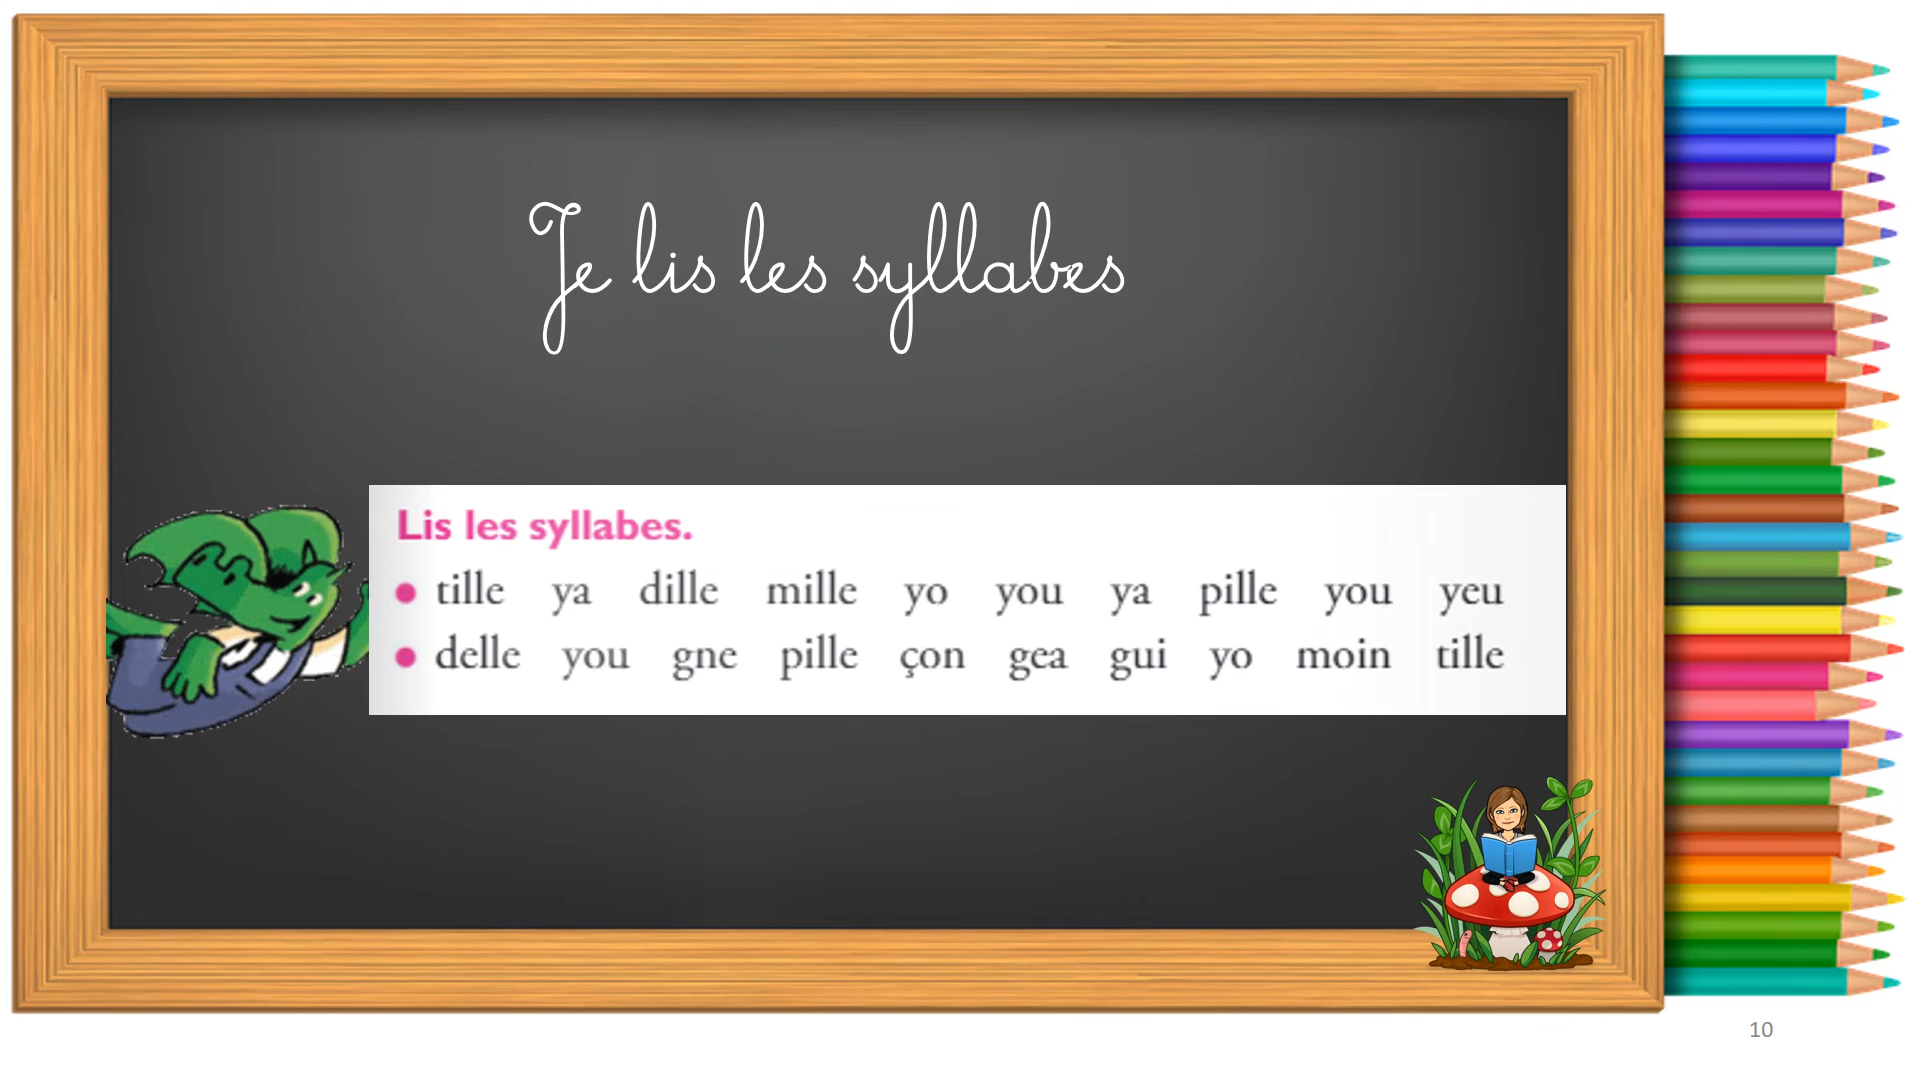 Je lis les syllabes
Lis les syllabes.
• tille ya dille mille yo you ya pille you yeu
• delle you gne pille çon gea gui yo moin tille
10